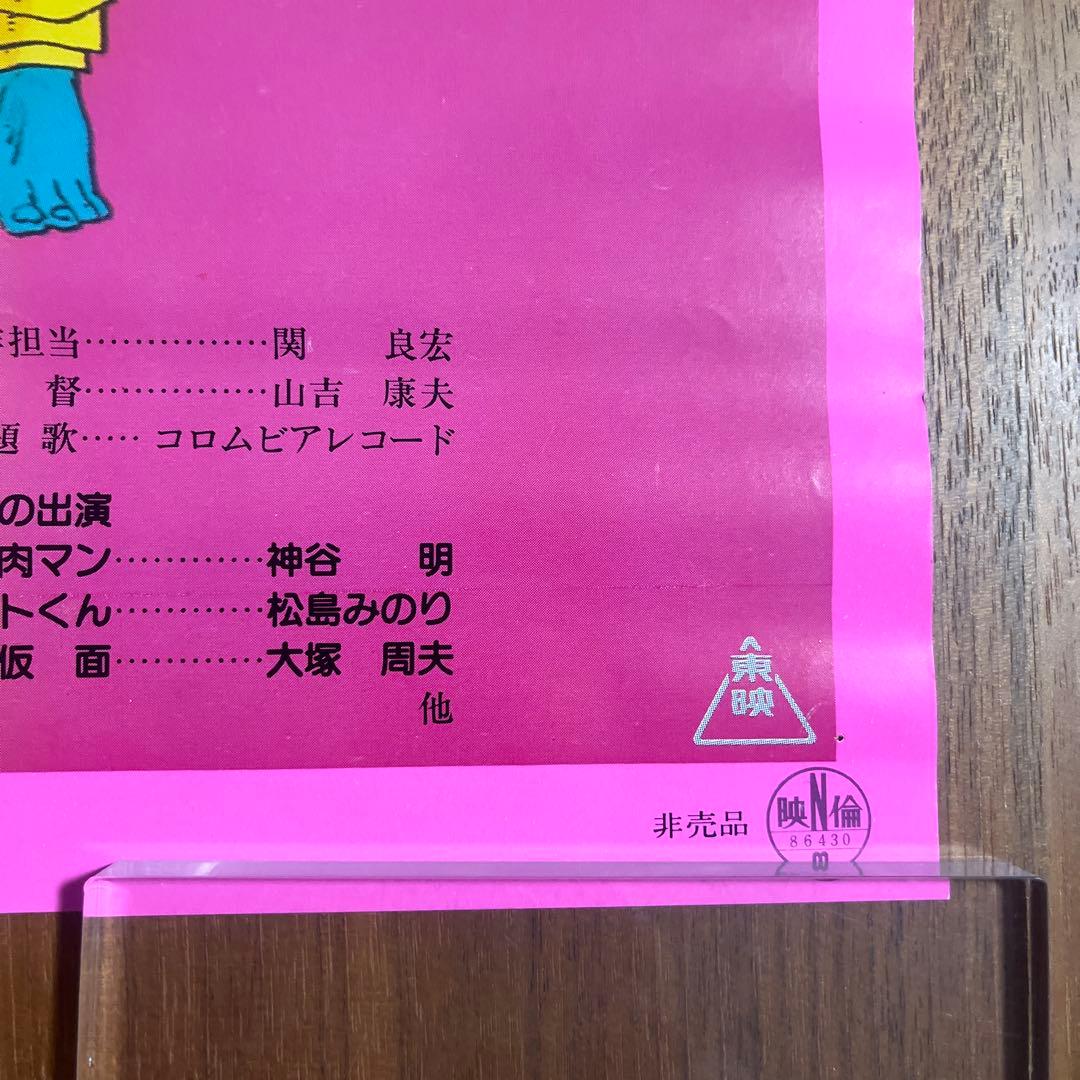 担当……………関 良宏
督……………山吉 康夫
題 歌…… コロムビアレコード
の出演
肉マン…………神谷 明
トくん…………松島みのり
仮 面…………大塚 周夫
他
東映
非売品
映N倫
86430